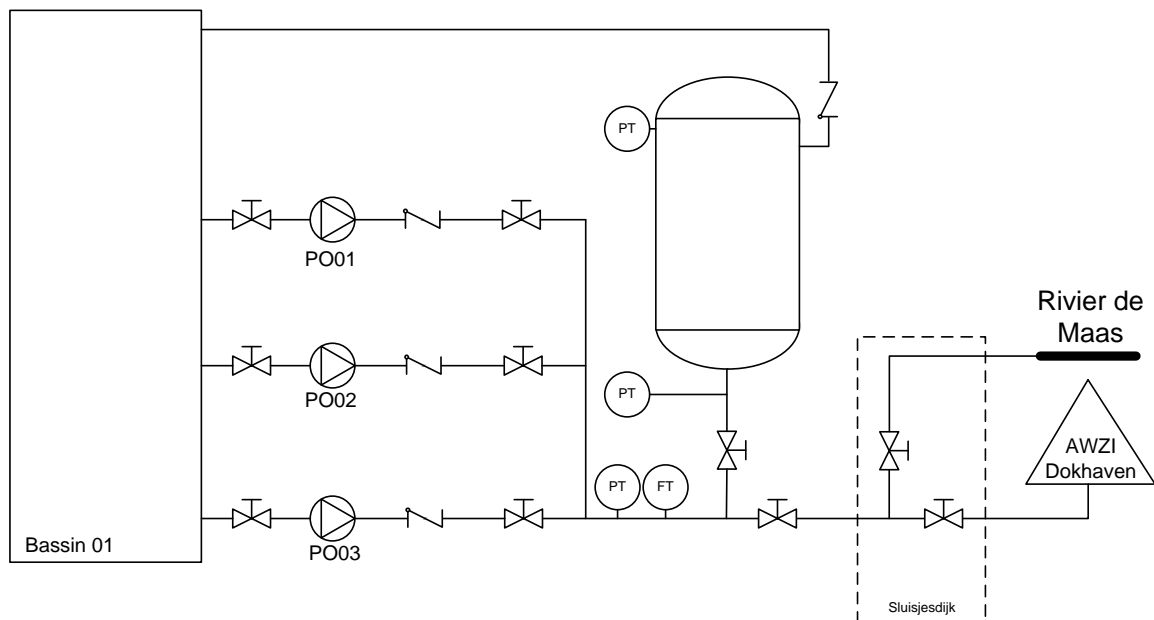 PT
PO01
Rivier de
Maas
PO02
PT
AWZI
Dokhaven
PT
FT
PO03
Bassin 01
Sluisjesdijk